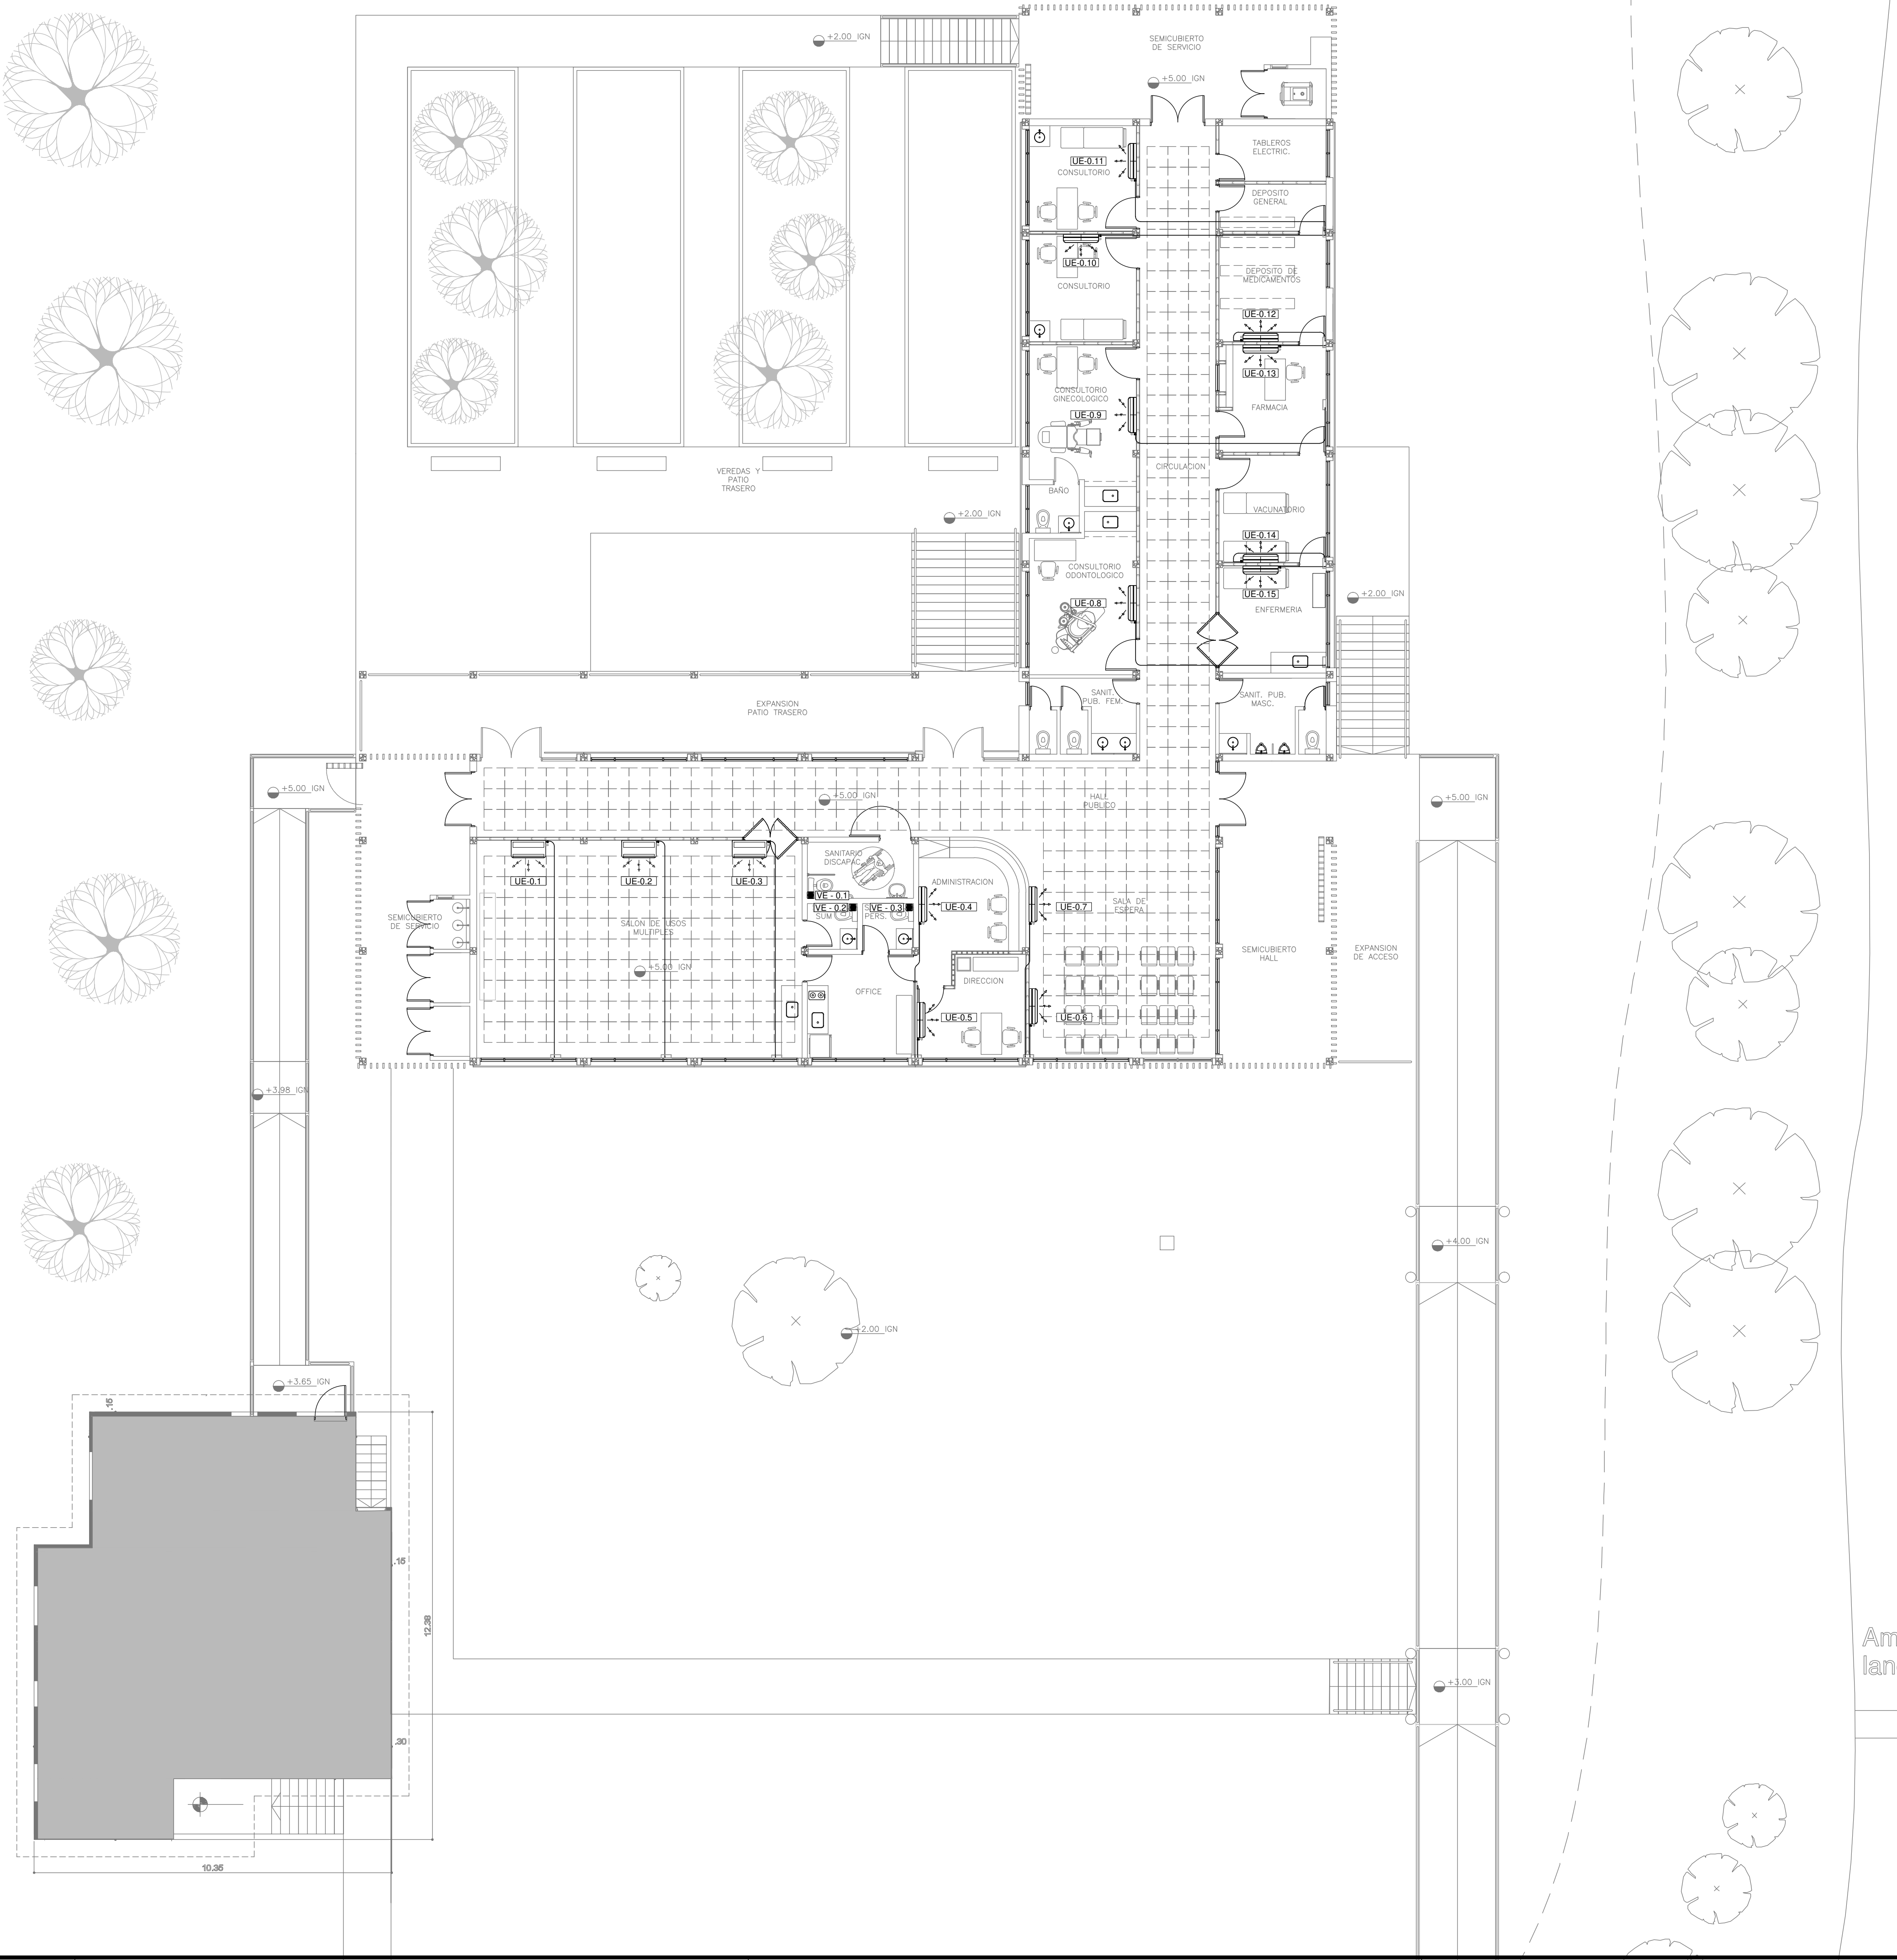 +2.00 IGN
SEMICUBIERTO
DE SERVICIO
+5.00 IGN
TABLEROS
ELECTRIC.
UE-0.11
CONSULTORIO
DEPOSITO
GENERAL
UE-0.10
CONSULTORIO
DEPOSITO DE
MEDICAMENTOS
UE-0.12
UE-0.13
CONSULTORIO
GINECOLOGICO
UE-0.9
FARMACIA
VEREDAS Y
PATIO
TRASERO
CIRCULACION
BAÑO
VACUNATORIO
+2.00 IGN
UE-0.14
CONSULTORIO
ODONTOLOGICO
UE-0.8
UE-0.15
ENFERMERIA
+2.00 IGN
SANIT.
PUB. FEM.
SANIT. PUB.
MASC.
EXPANSION
PATIO TRASERO
+5.00 IGN
+5.00 IGN
HALL
PUBLICO
+5.00 IGN
SANITARIO
DISCAPAC.
UE-0.1
UE-0.2
UE-0.3
ADMINISTRACION
VE - 0.1
VE - 0.2
VE - 0.3
SUM
PERS.
UE-0.4
UE-0.7
SALA DE
ESPERA
SEMICUBIERTO
DE SERVICIO
SALON DE USOS
MULTIPLES
SEMICUBIERTO
HALL
EXPANSION
DE ACCESO
+5.00 IGN
OFFICE
DIRECCION
UE-0.5
UE-0.6
+3.98 IGN
+4.00 IGN
+2.00 IGN
+3.65 IGN
.15
.15
12.38
+3.00 IGN
.30
10.35